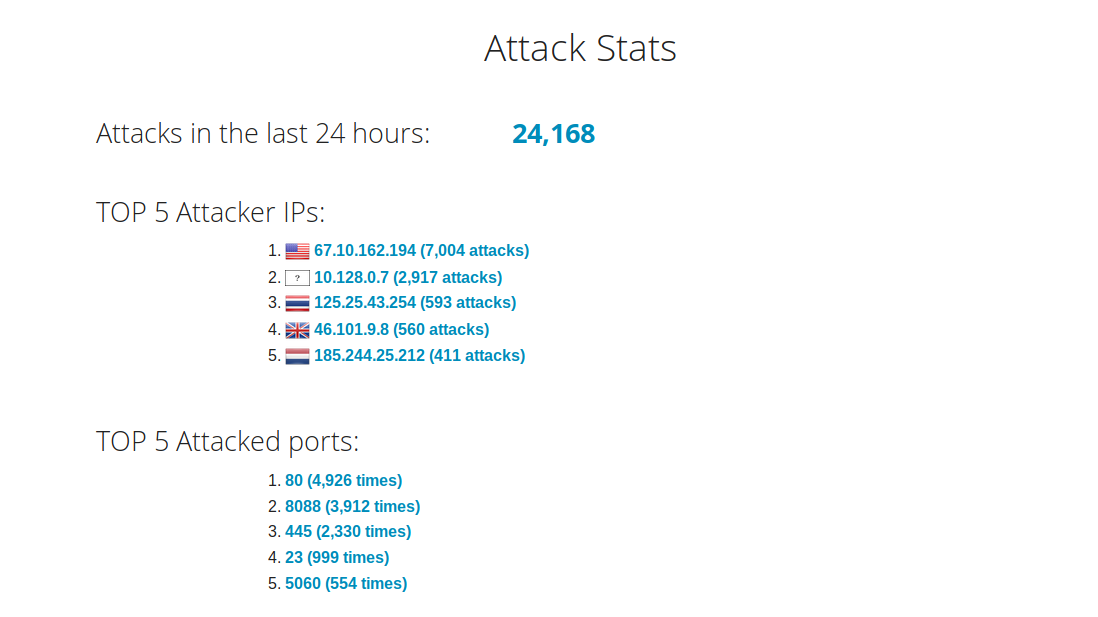 Attack Stats
Attacks in the last 24 hours: 24,168
TOP 5 Attacker IPs:
1. 67.10.162.194 (7,004 attacks)
2. ? 10.128.0.7 (2,917 attacks)
3. 125.25.43.254 (593 attacks)
4. 46.101.9.8 (560 attacks)
5. 185.244.25.212 (411 attacks)
TOP 5 Attacked ports:
1. 80 (4,926 times)
2. 8088 (3,912 times)
3. 445 (2,330 times)
4. 23 (999 times)
5. 5060 (554 times)